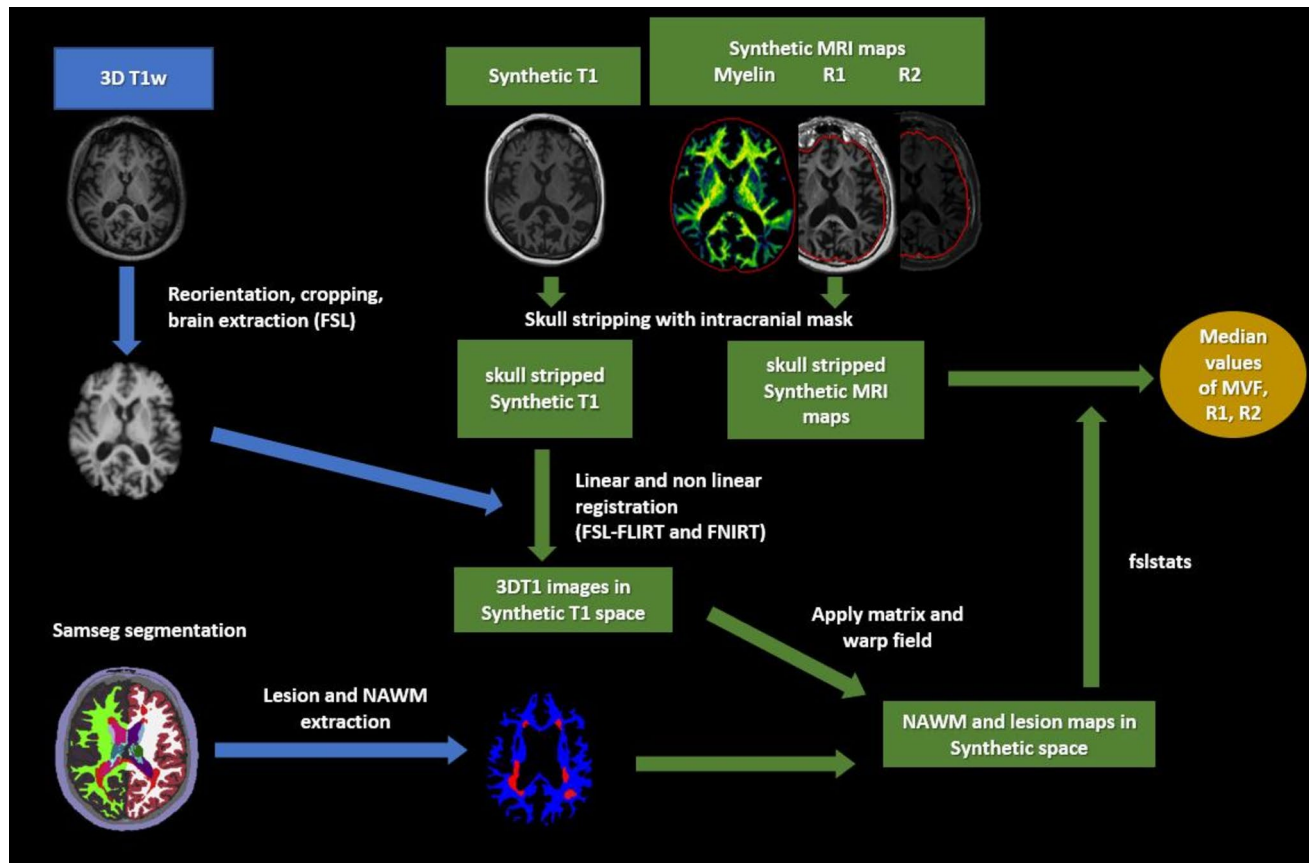 3D T1w
Synthetic T1
Synthetic MRI maps
Myelin R1 R2
Reorientation, cropping,
brain extraction (FSL)
Skull stripping with intracranial mask
skull stripped
Synthetic T1
skull stripped
Synthetic MRI
maps
Median
values
of MVF,
R1, R2
Linear and non linear
registration
(FSL-FLIRT and FNIRT)
fslstats
3DT1 images in
Synthetic T1 space
Apply matrix and
warp field
Samseg segmentation
Lesion and NAWM
extraction
NAWM and lesion maps in
Synthetic space